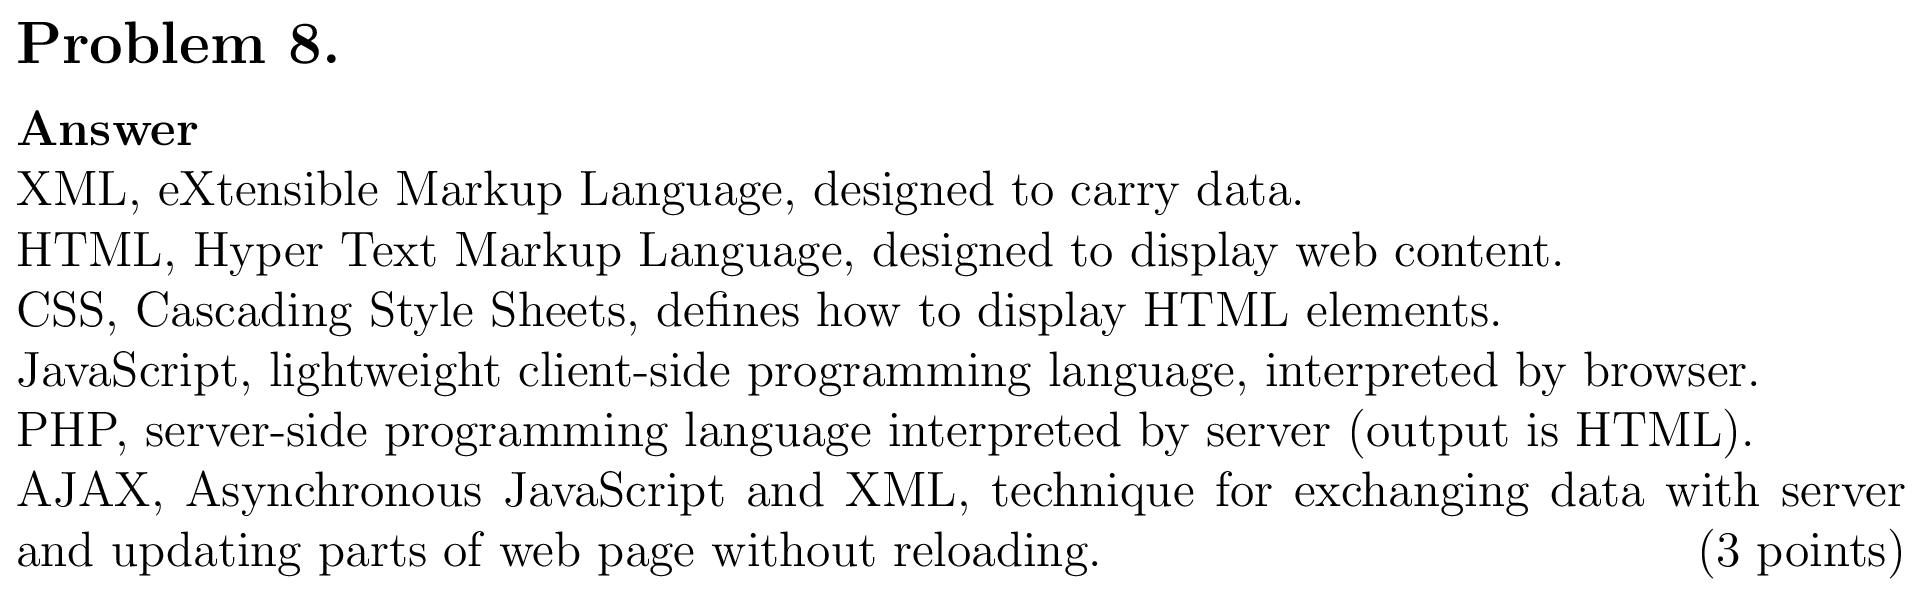 Problem 8.
Answer
XML, eXtensible Markup Language, designed to carry data.
HTML, Hyper Text Markup Language, designed to display web content.
CSS, Cascading Style Sheets, defines how to display HTML elements.
JavaScript, lightweight client-side programming language, interpreted by browser.
PHP, server-side programming language interpreted by server (output is HTML).
AJAX, Asynchronous JavaScript and XML, technique for exchanging data with server
and updating parts of web page without reloading. (3 points)